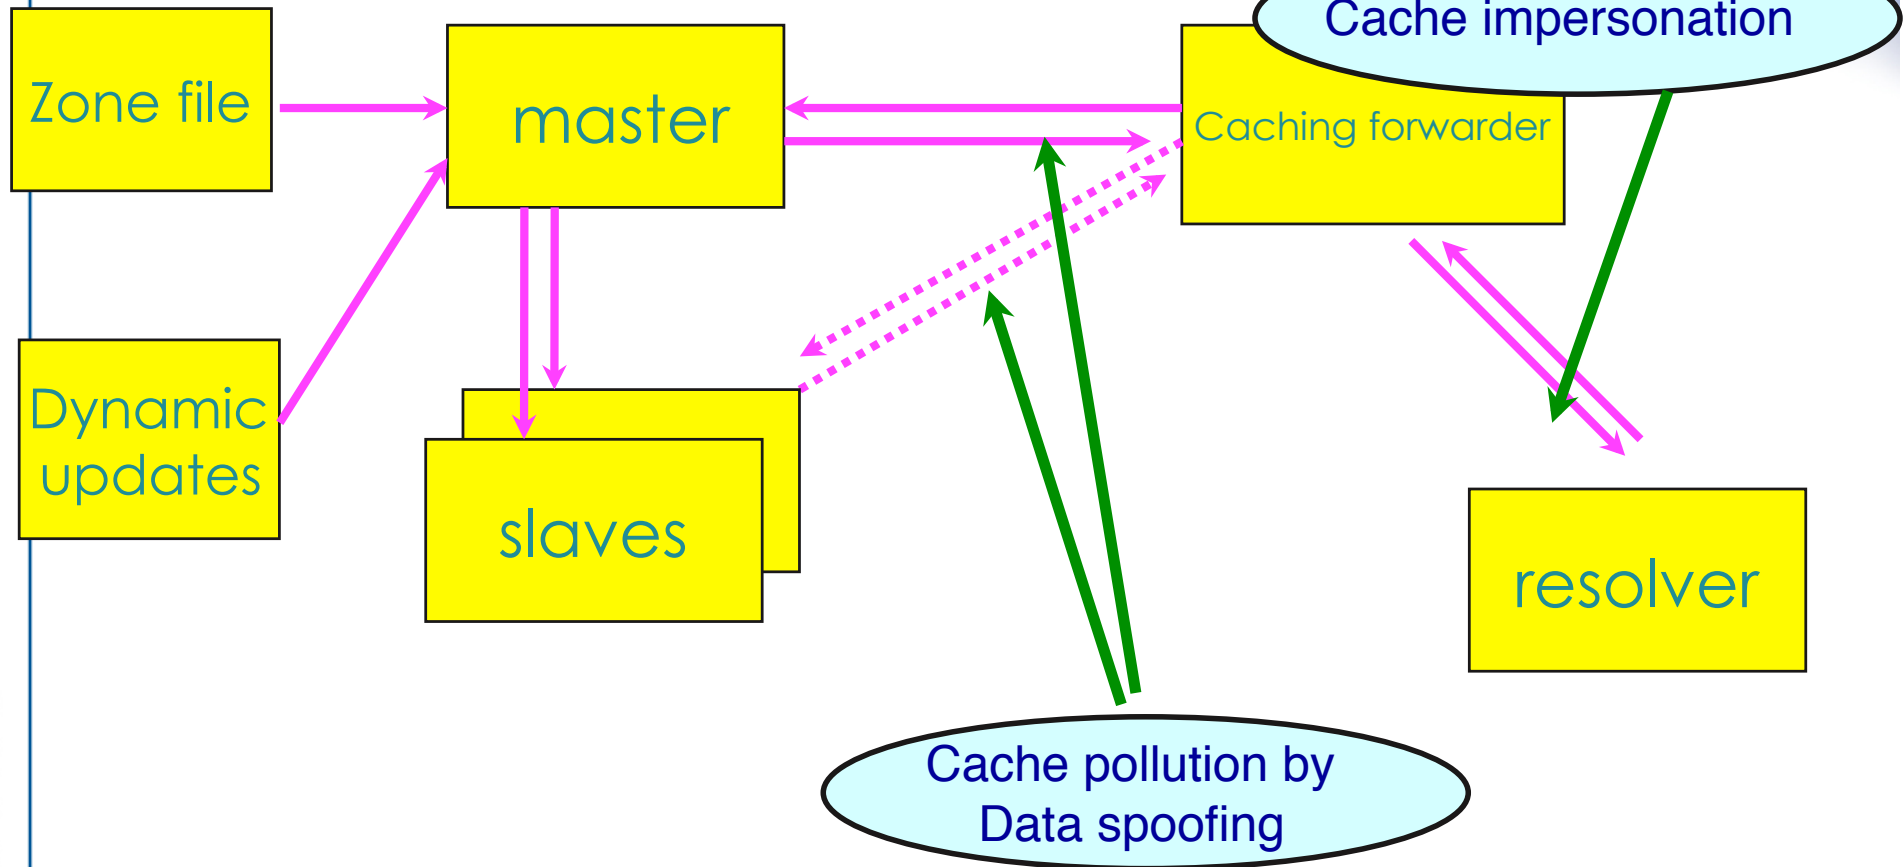 Cache impersonation
Zone file
master
Caching forwarder
Dynamic
updates
slaves
resolver
Cache pollution by
Data spoofing